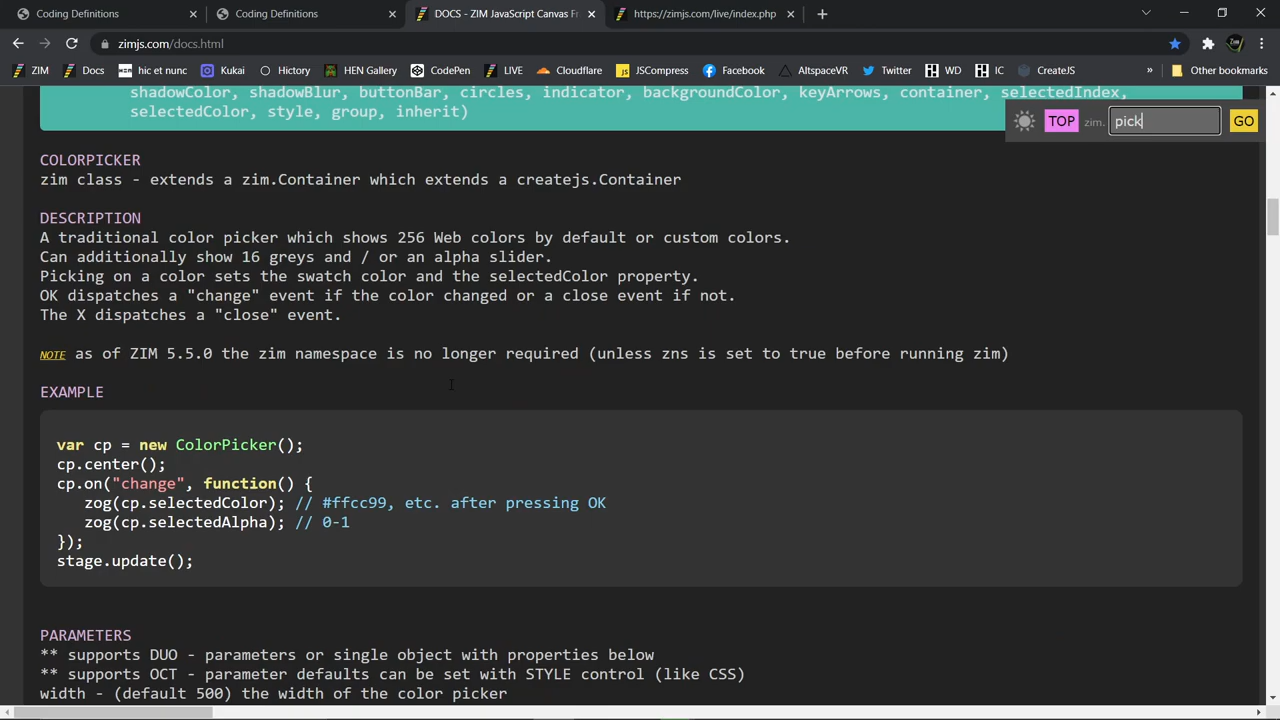 Coding Definitions
Coding Definitions
DOCS - ZIM JavaScript Canvas Fr
https://zimjs.com/live/index.php
zimjs.com/docs.html
ZIM Docs hic et nunc Kukai Hictory HEN Gallery CodePen LIVE Cloudflare JSCompress Facebook AltspaceVR Twitter WD IC CreateJS » Other bookmarks
shadowColor, shadowBlur, buttonBar, circles, indicator, backgroundColor, keyArrows, container, selectedIndex,
selectedColor, style, group, inherit)
TOP zim. pick GO
COLORPICKER
zim class - extends a zim.Container which extends a createjs.Container
DESCRIPTION
A traditional color picker which shows 256 Web colors by default or custom colors.
Can additionally show 16 greys and / or an alpha slider.
Picking on a color sets the swatch color and the selectedColor property.
OK dispatches a "change" event if the color changed or a close event if not.
The X dispatches a "close" event.
NOTE as of ZIM 5.5.0 the zim namespace is no longer required (unless zns is set to true before running zim)
EXAMPLE
var cp = new ColorPicker();
cp.center();
cp.on("change", function() {
zog(cp.selectedColor); // #ffcc99, etc. after pressing OK
zog(cp.selectedAlpha); // 0-1
});
stage.update();
PARAMETERS
** supports DUO - parameters or single object with properties below
** supports OCT - parameter defaults can be set with STYLE control (like CSS)
width - (default 500) the width of the color picker